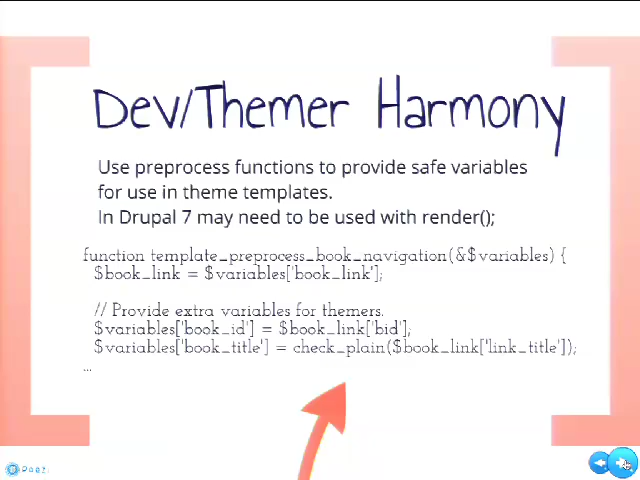 Dev/Themer Harmony
Use preprocess functions to provide safe variables
for use in theme templates.
In Drupal 7 may need to be used with render();
function template_preprocess_book_navigation(&$variables) {
$book_link = $variables['book_link'];
// Provide extra variables for themers.
$variables['book_id'] = $book_link['bid'];
$variables['book_title'] = check_plain($book_link['link_title']);
...
Prezi